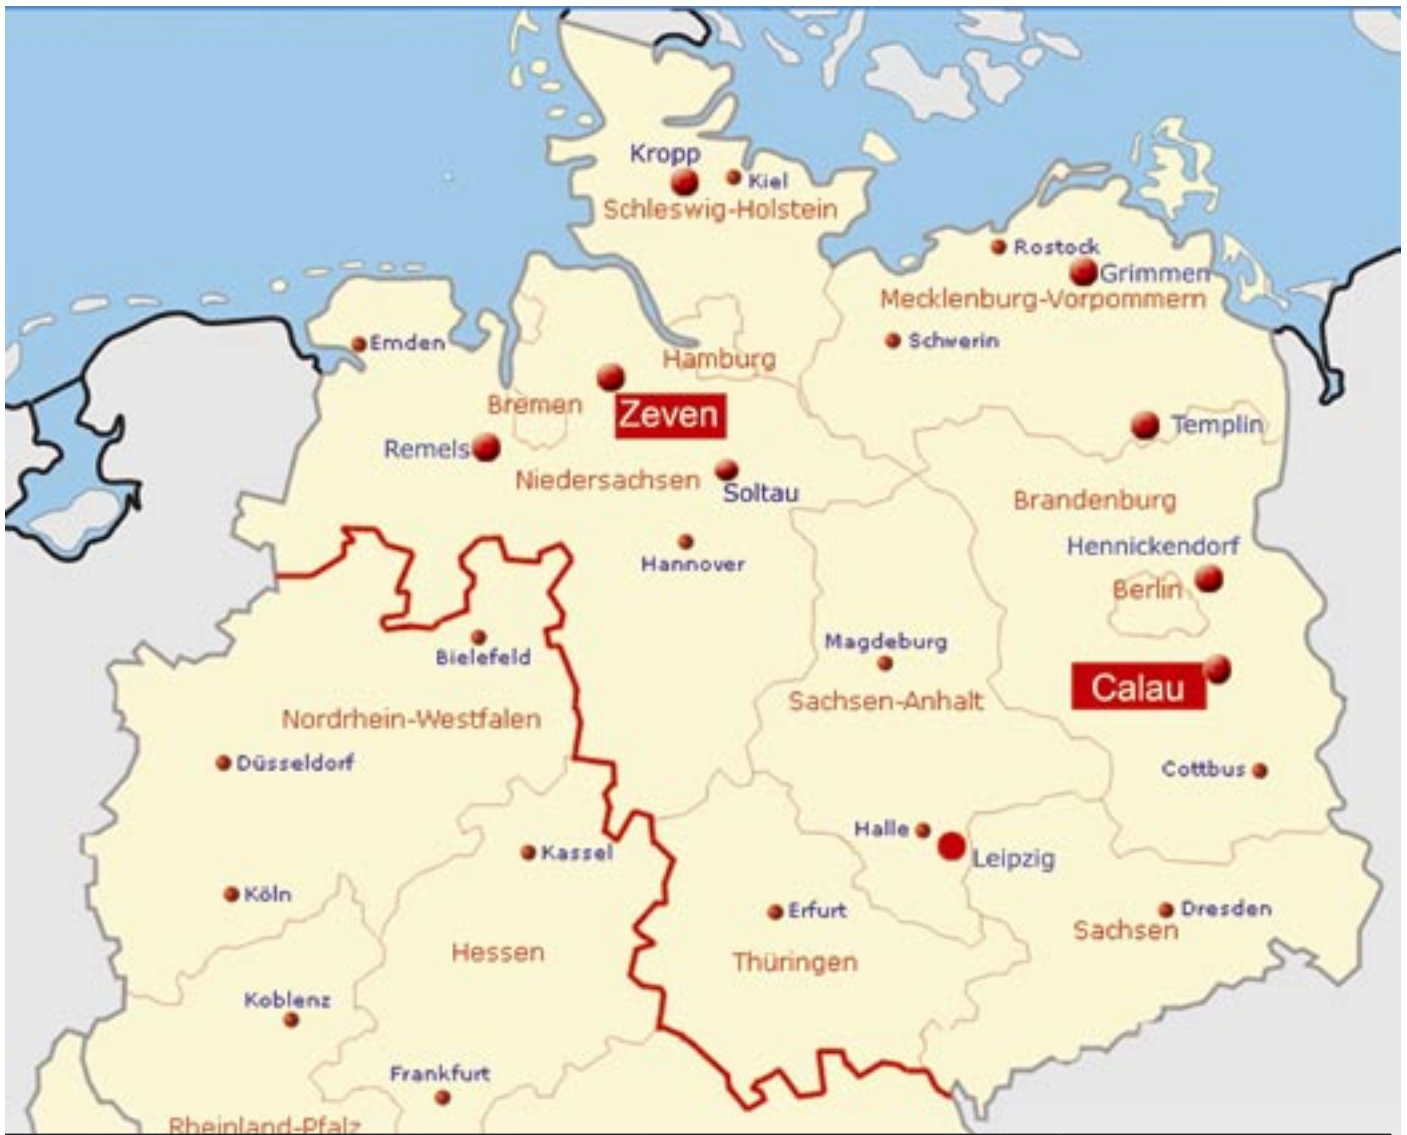 Kropp
Kiel
Schleswig-Holstein
Rostock
Grimmen
Mecklenburg-Vorpommern
Emden
Schwerin
Hamburg
Bremen
Zeven
Templin
Remels
Niedersachsen
Soltau
Brandenburg
Hennickendorf
Hannover
Berlin
Magdeburg
Bielefeld
Calau
Sachsen-Anhalt
Nordrhein-Westfalen
Düsseldorf
Cottbus
Halle
Kassel
Leipzig
Köln
Erfurt
Dresden
Sachsen
Hessen
Thüringen
Koblenz
Frankfurt
Rheinland-Pfalz